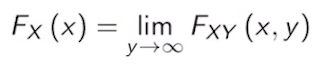 F_X (x) = lim_{y→∞} F_{XY} (x, y)